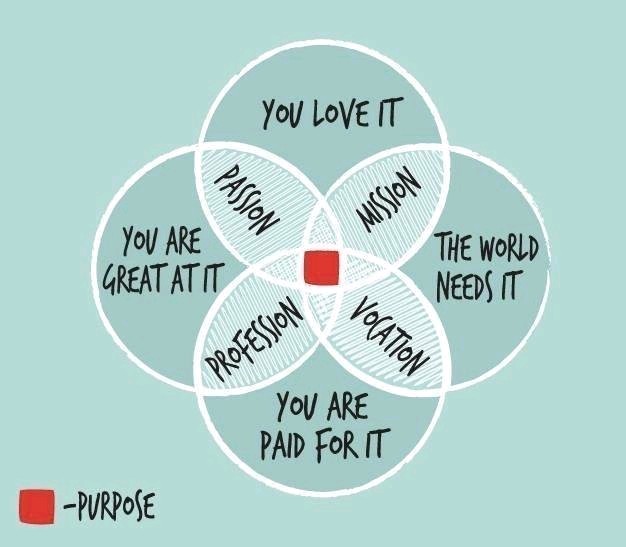 YOU LOVE IT
PASSION
MISSION
YOU ARE
GREAT AT IT
THE WORLD
NEEDS IT
PROFESSION
VOCATION
YOU ARE
PAID FOR IT
-PURPOSE